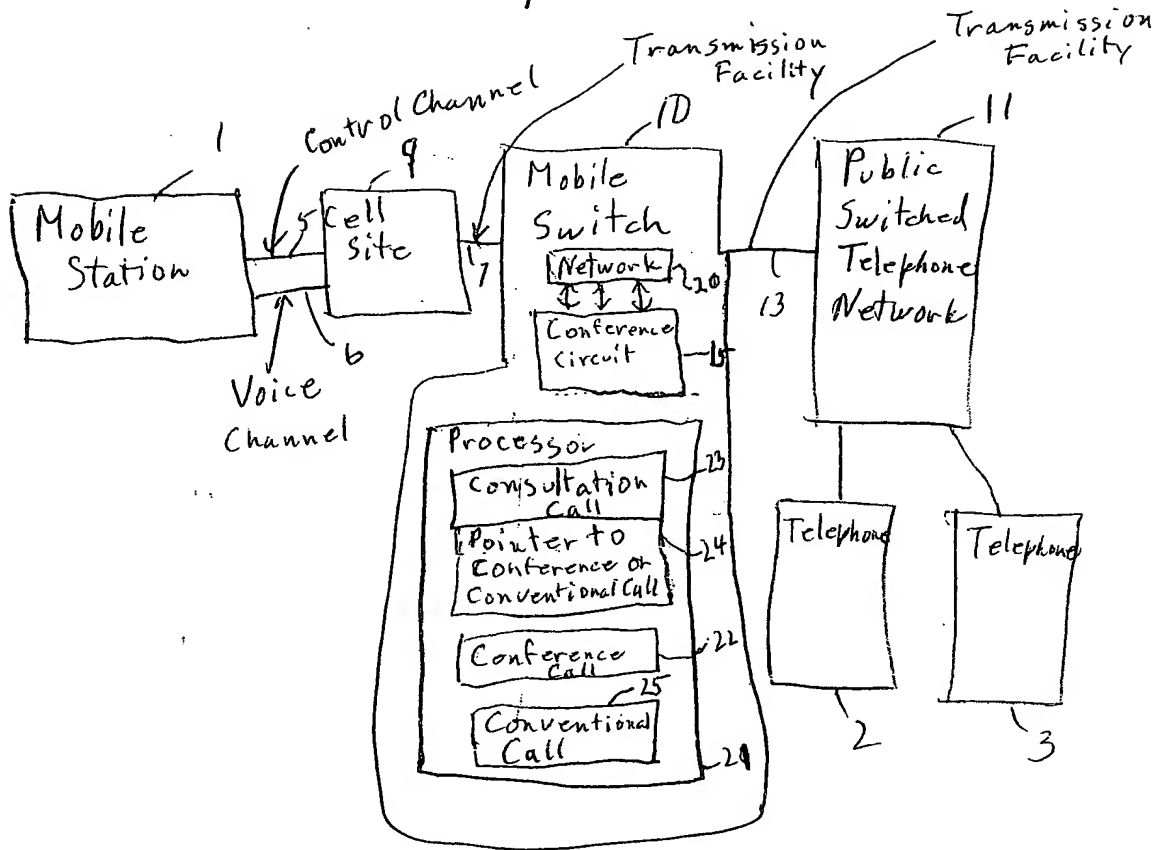 Transmission
Facility
Transmission
Facility
Control Channel
1
9
10
11
Mobile
Station
5
Cell
Site
7
Mobile
Switch
Network
20
Conference
Circuit
15
13
Public
Switched
Telephone
Network
6
Voice
Channel
Processor
Consultation
Call
23
Pointer to
Conference or
Conventional Call
24
Conference
Call
22
25
Conventional
Call
21
Telephone
2
Telephone
3